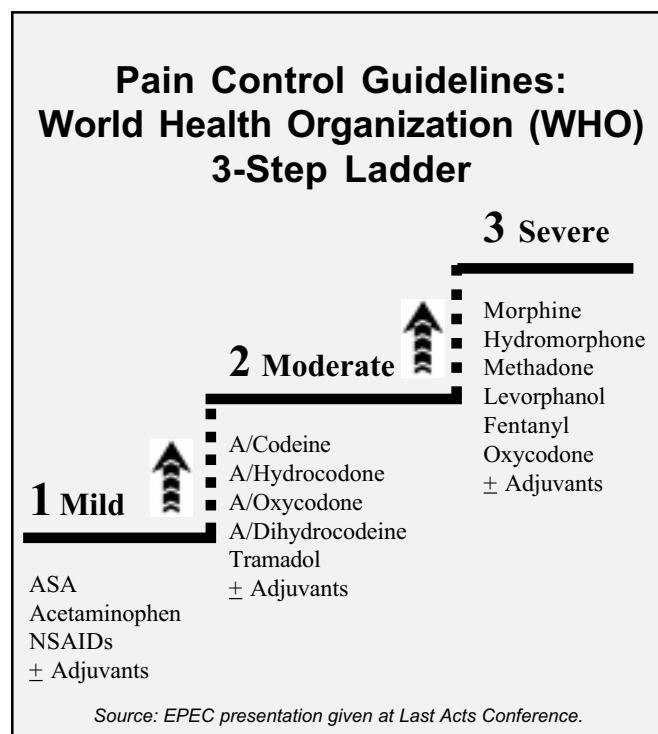 Pain Control Guidelines:
World Health Organization (WHO)
3-Step Ladder
1 Mild
ASA
Acetaminophen
NSAIDs
± Adjuvants
2 Moderate
A/Codeine
A/Hydrocodone
A/Oxycodone
A/Dihydrocodeine
Tramadol
± Adjuvants
3 Severe
Morphine
Hydromorphone
Methadone
Levorphanol
Fentanyl
Oxycodone
± Adjuvants
Source: EPEC presentation given at Last Acts Conference.